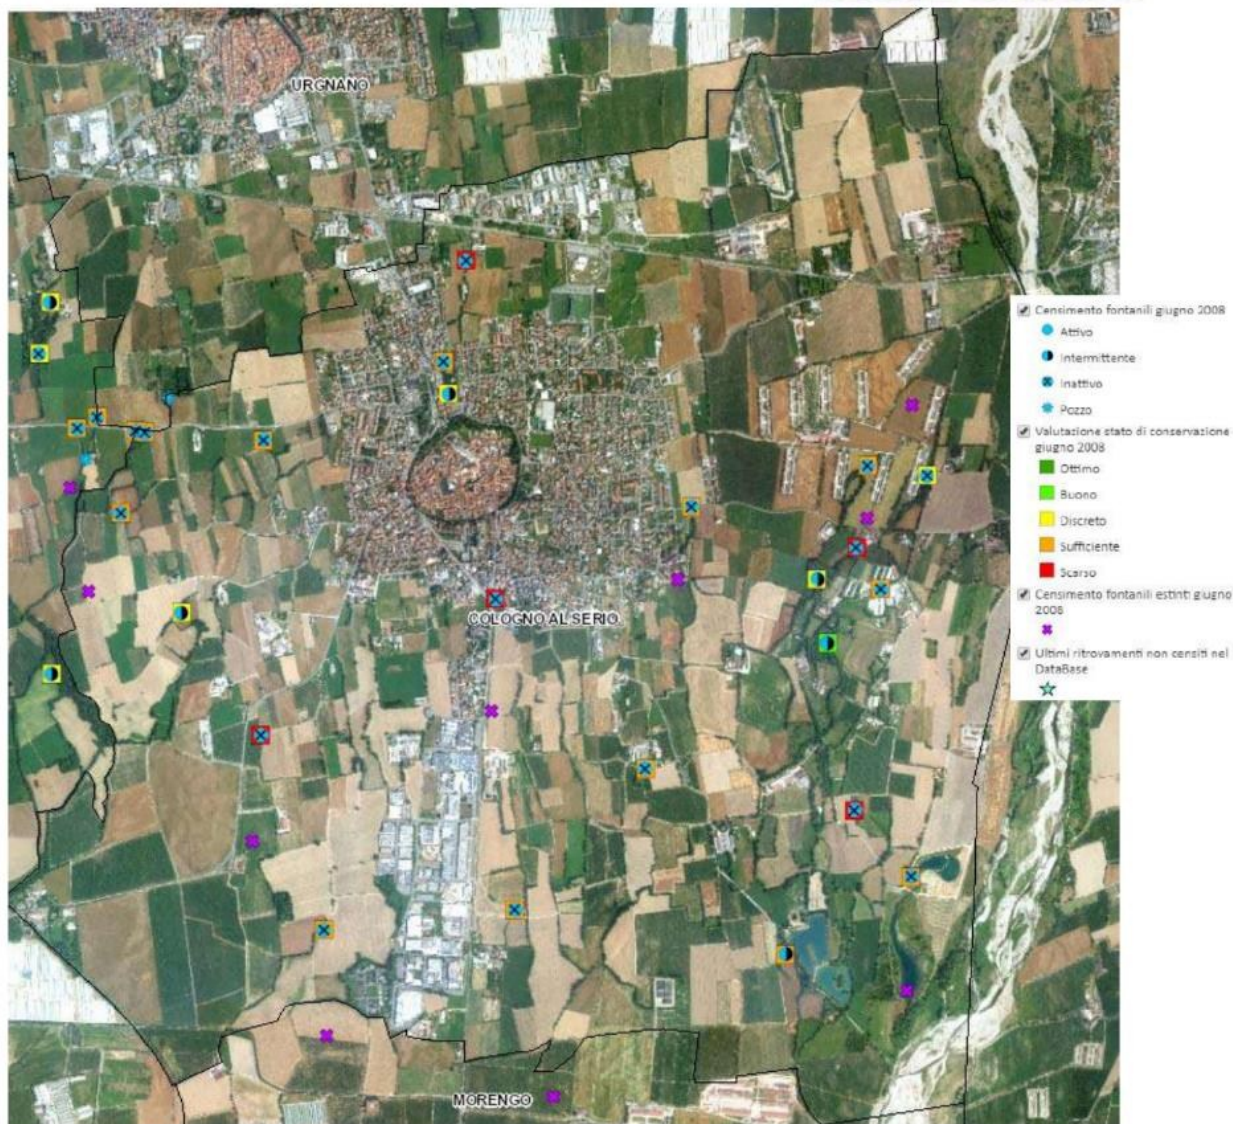 URGNANO
COLOGNO AL SERIO
MORENGO
Censimento fontanili giugno 2008
Attivo
Intermittente
Inattivo
Pozzo
Valutazione stato di conservazione
giugno 2008
Ottimo
Buono
Discreto
Sufficiente
Scarso
Censimento fontanili estinti giugno
2008
Ultimi ritrovamenti non censiti nel
DataBase